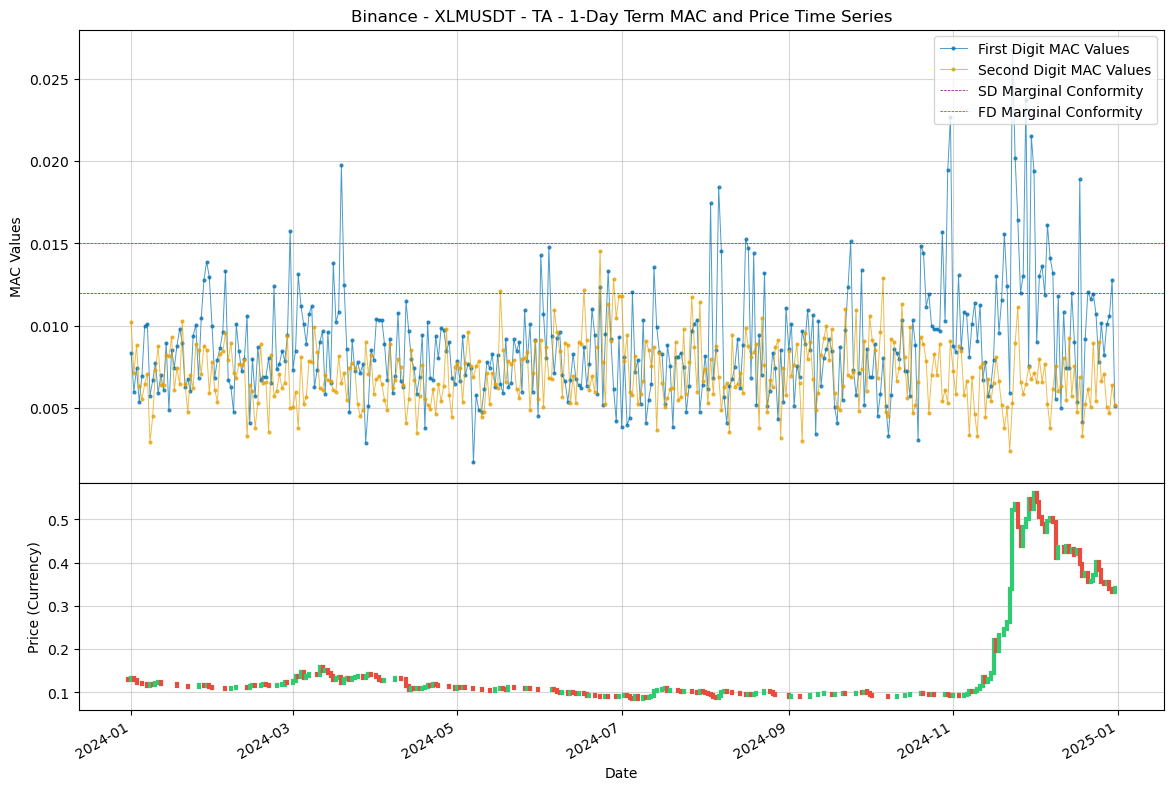 Binance - XLMUSDT - TA - 1-Day Term MAC and Price Time Series
First Digit MAC Values
Second Digit MAC Values
SD Marginal Conformity
FD Marginal Conformity
MAC Values
0.025
0.020
0.015
0.010
0.005
Price (Currency)
0.5
0.4
0.3
0.2
0.1
2024-01
2024-03
2024-05
2024-07
2024-09
2024-11
2025-01
Date